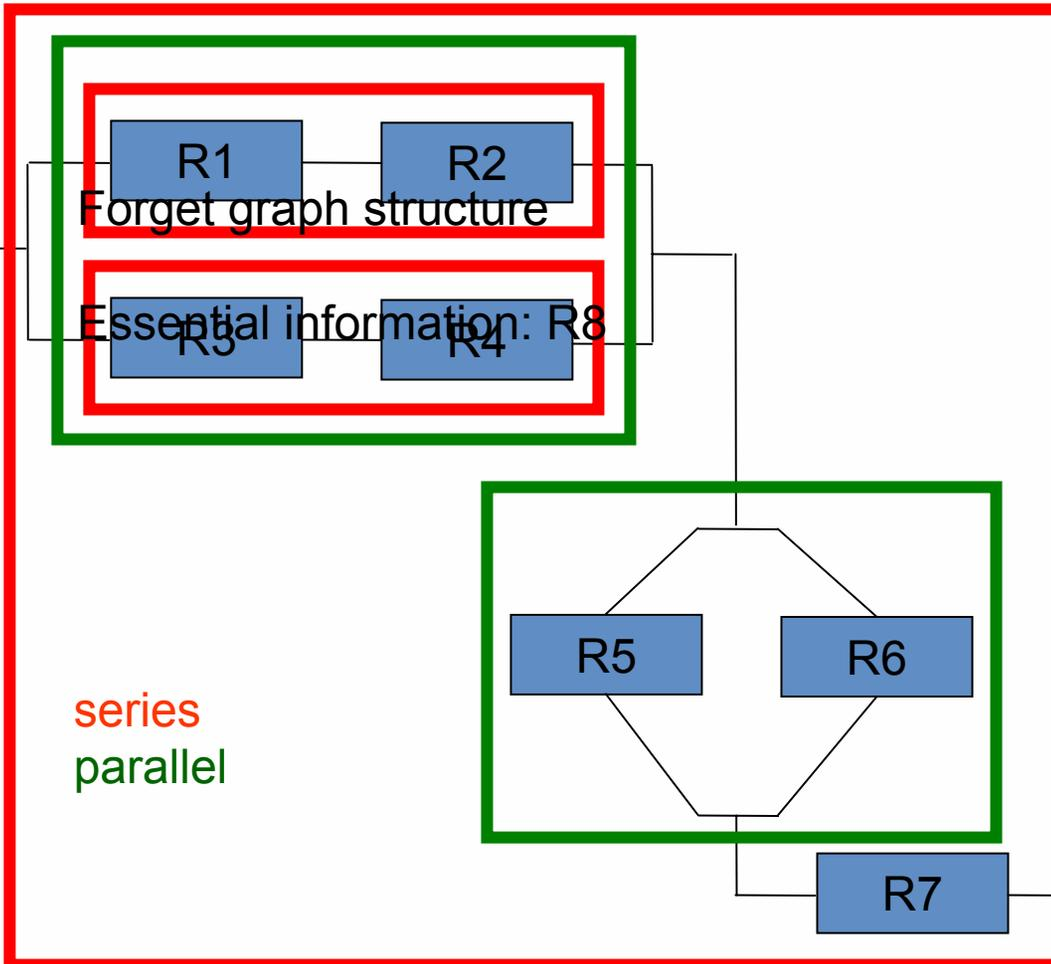 R1
R2
Forget graph structure
Essential information: R8
R3
R4
R5
R6
series
parallel
R7